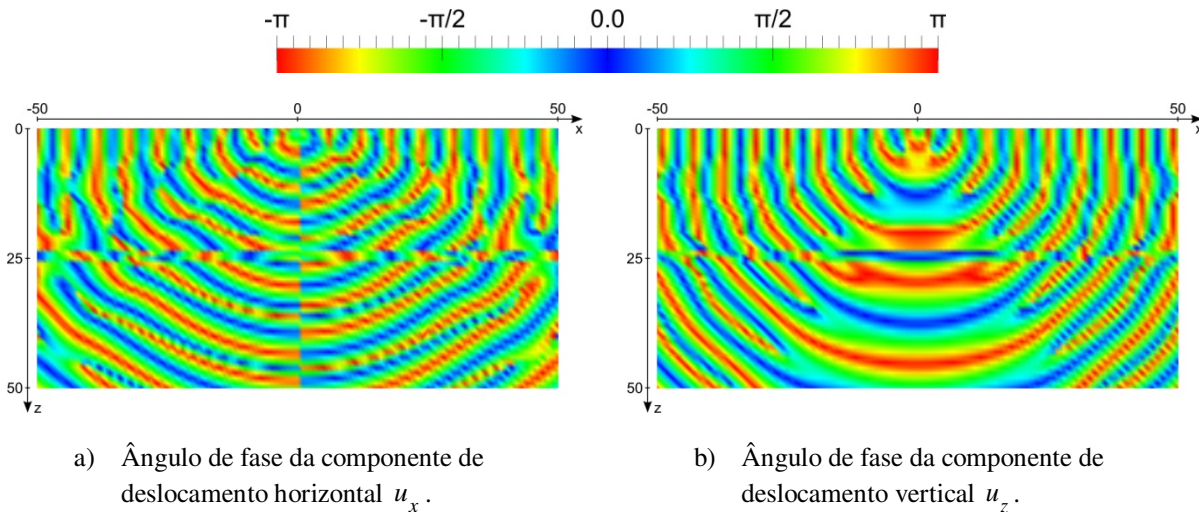 -π -π/2 0.0 π/2 π
-50 0 50 x
0
25
50
z
-50 0 50 x
0
25
50
z
a) Ângulo de fase da componente de
deslocamento horizontal u_x .
b) Ângulo de fase da componente de
deslocamento vertical u_z .